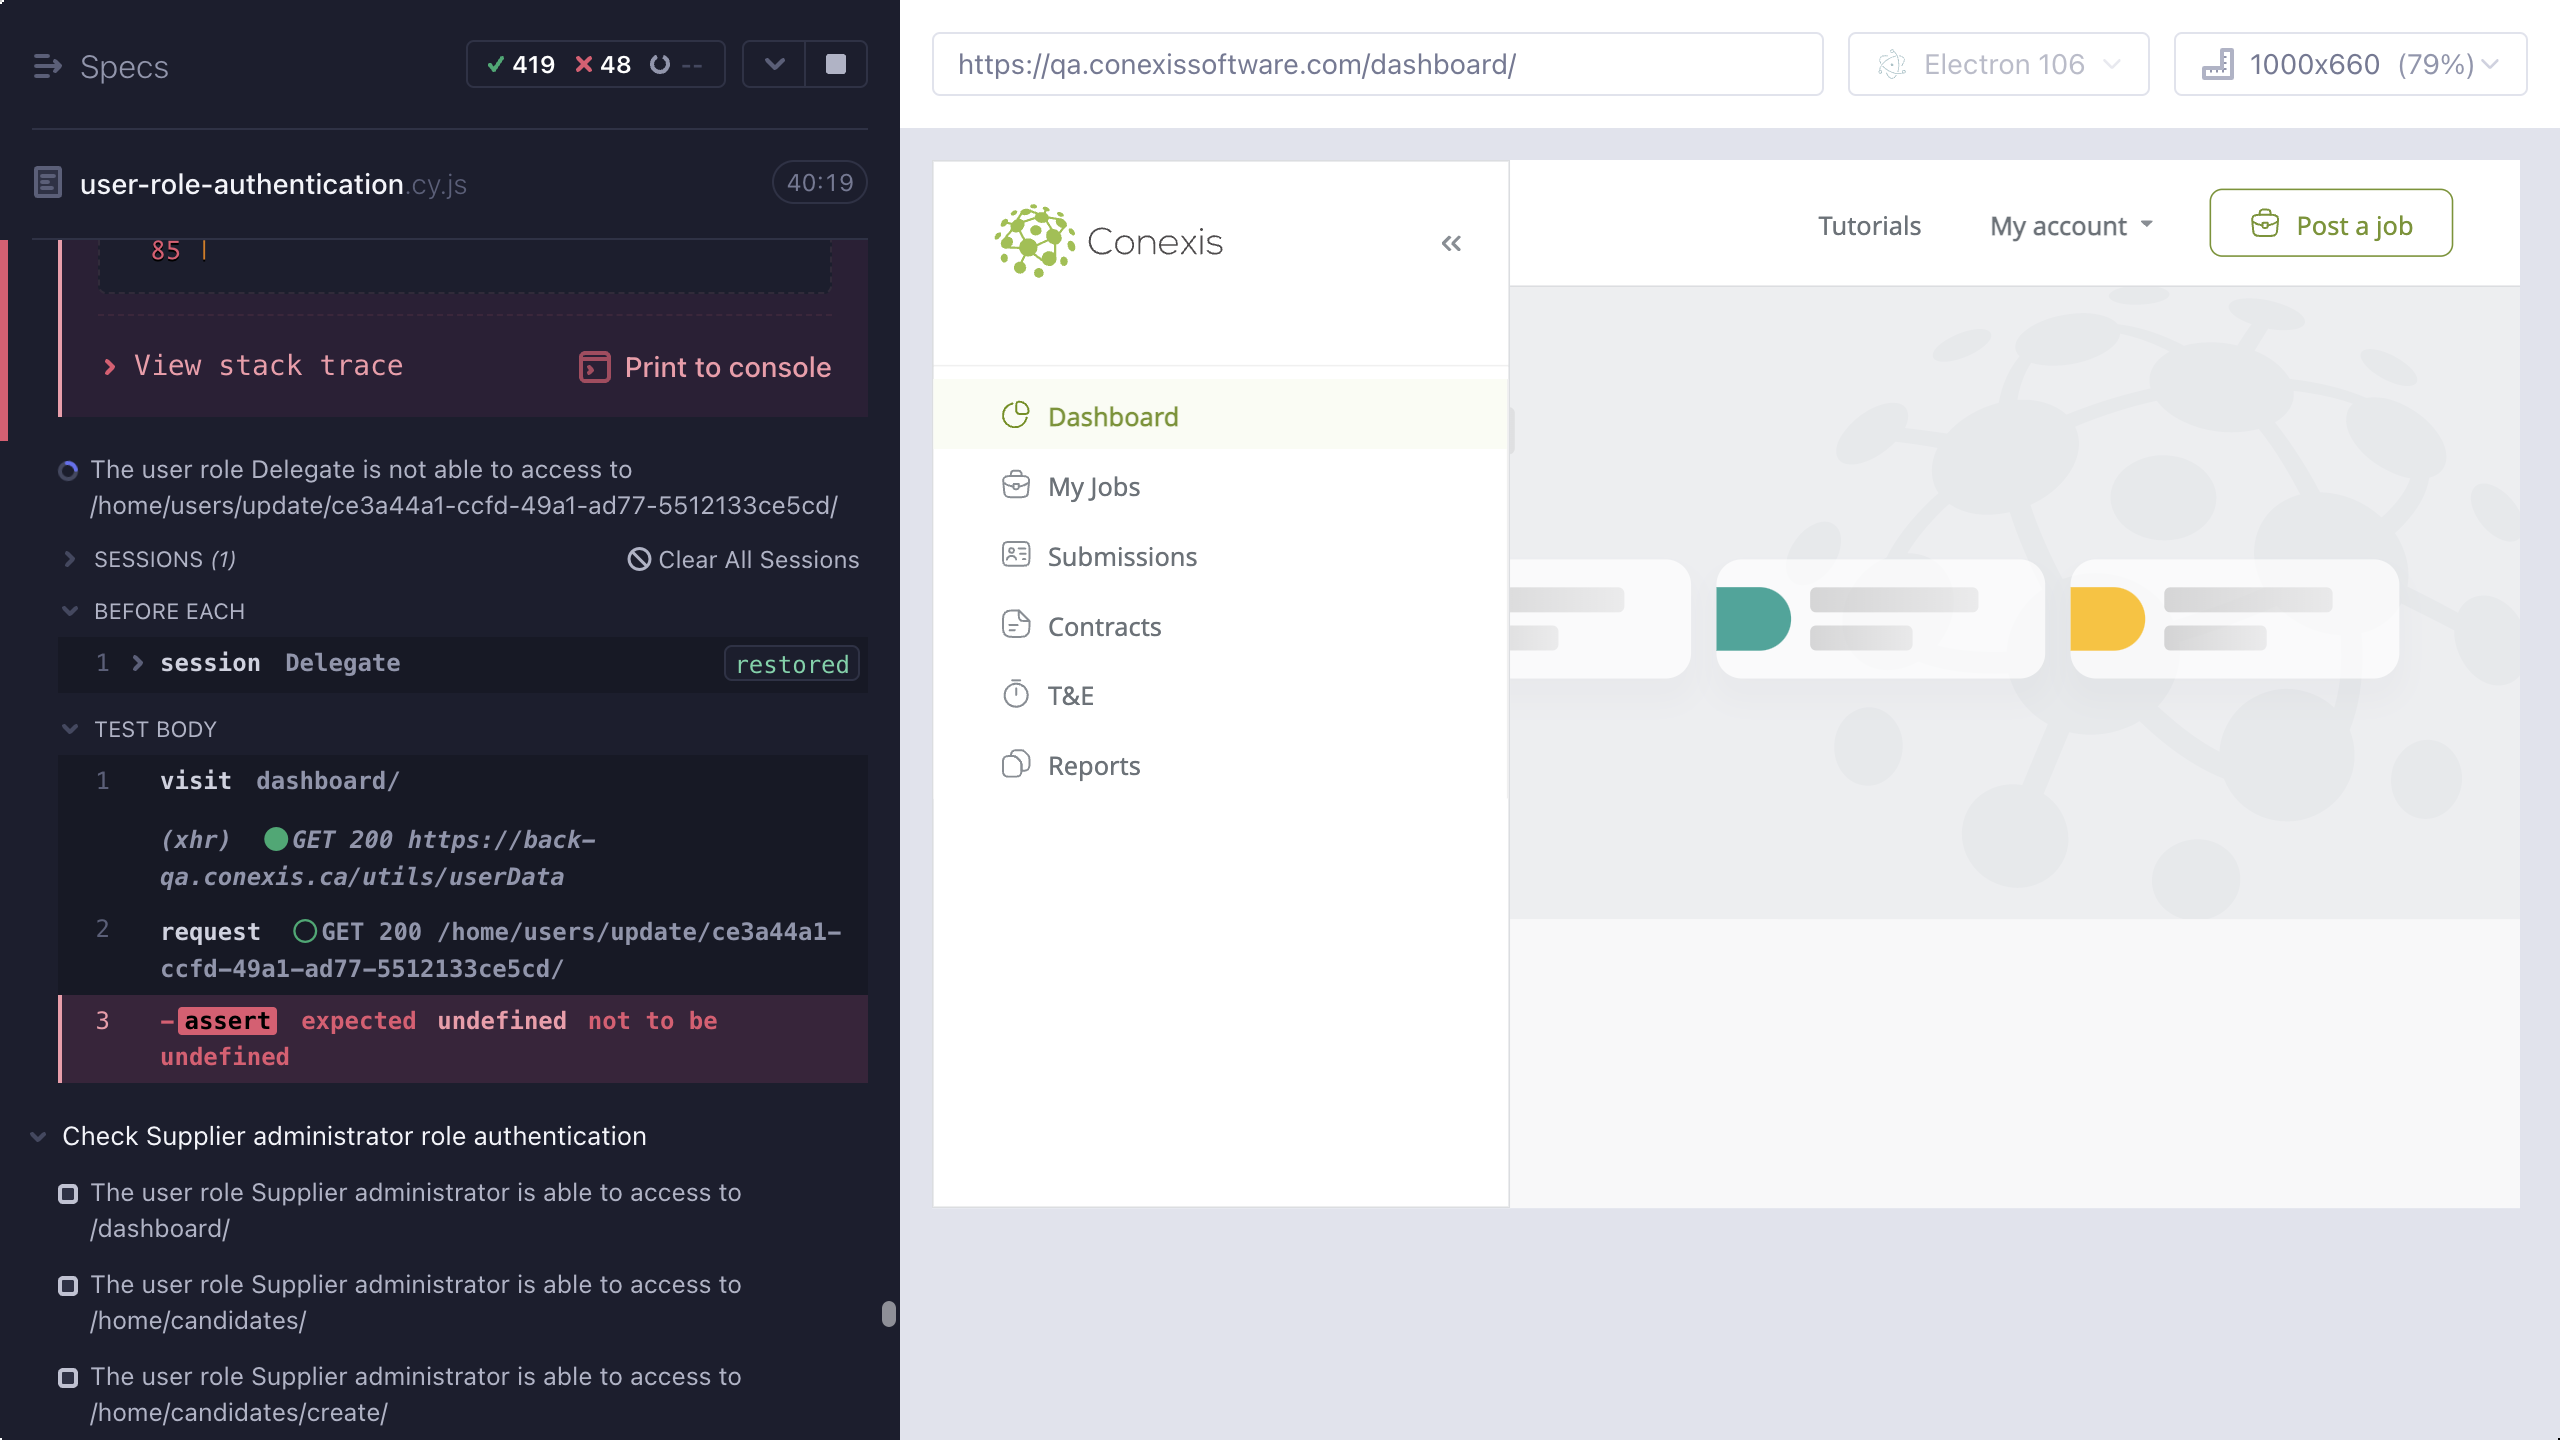 Specs
419 48 --
user-role-authentication.cy.js
40:19
85 |
View stack trace
Print to console
The user role Delegate is not able to access to
/home/users/update/ce3a44a1-ccfd-49a1-ad77-5512133ce5cd/
SESSIONS (1)
Clear All Sessions
BEFORE EACH
1 session Delegate restored
TEST BODY
1 visit dashboard/
(xhr) GET 200 https://back-
qa.conexis.ca/utils/userData
2 request GET 200 /home/users/update/ce3a44a1-
ccfd-49a1-ad77-5512133ce5cd/
3 -assert expected undefined not to be
undefined
Check Supplier administrator role authentication
The user role Supplier administrator is able to access to
/dashboard/
The user role Supplier administrator is able to access to
/home/candidates/
The user role Supplier administrator is able to access to
/home/candidates/create/
https://qa.conexissoftware.com/dashboard/
Electron 106
1000x660 (79%)
Conexis
Tutorials
My account
Post a job
Dashboard
My Jobs
Submissions
Contracts
T&E
Reports